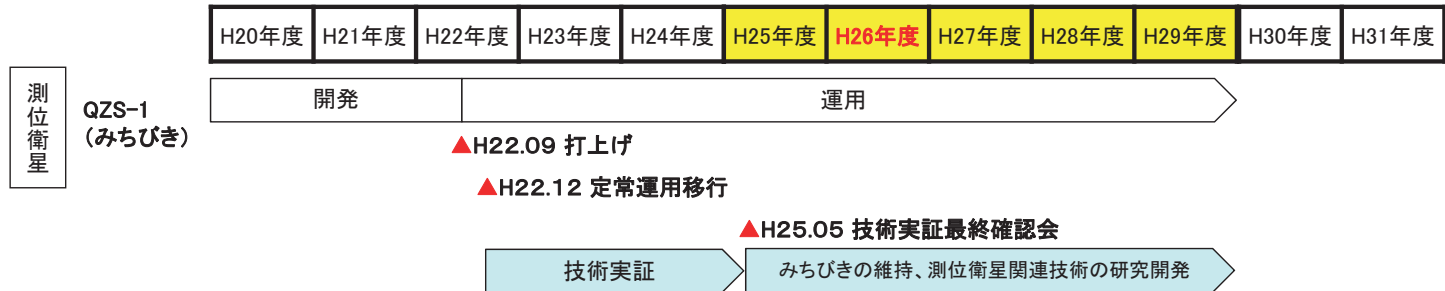 H20年度 H21年度 H22年度 H23年度 H24年度 H25年度 H26年度 H27年度 H28年度 H29年度 H30年度 H31年度
測位衛星
QZS-1
(みちびき)
開発 運用
▲H22.09 打上げ
▲H22.12 定常運用移行
▲H25.05 技術実証最終確認会
技術実証 みちびきの維持、測位衛星関連技術の研究開発